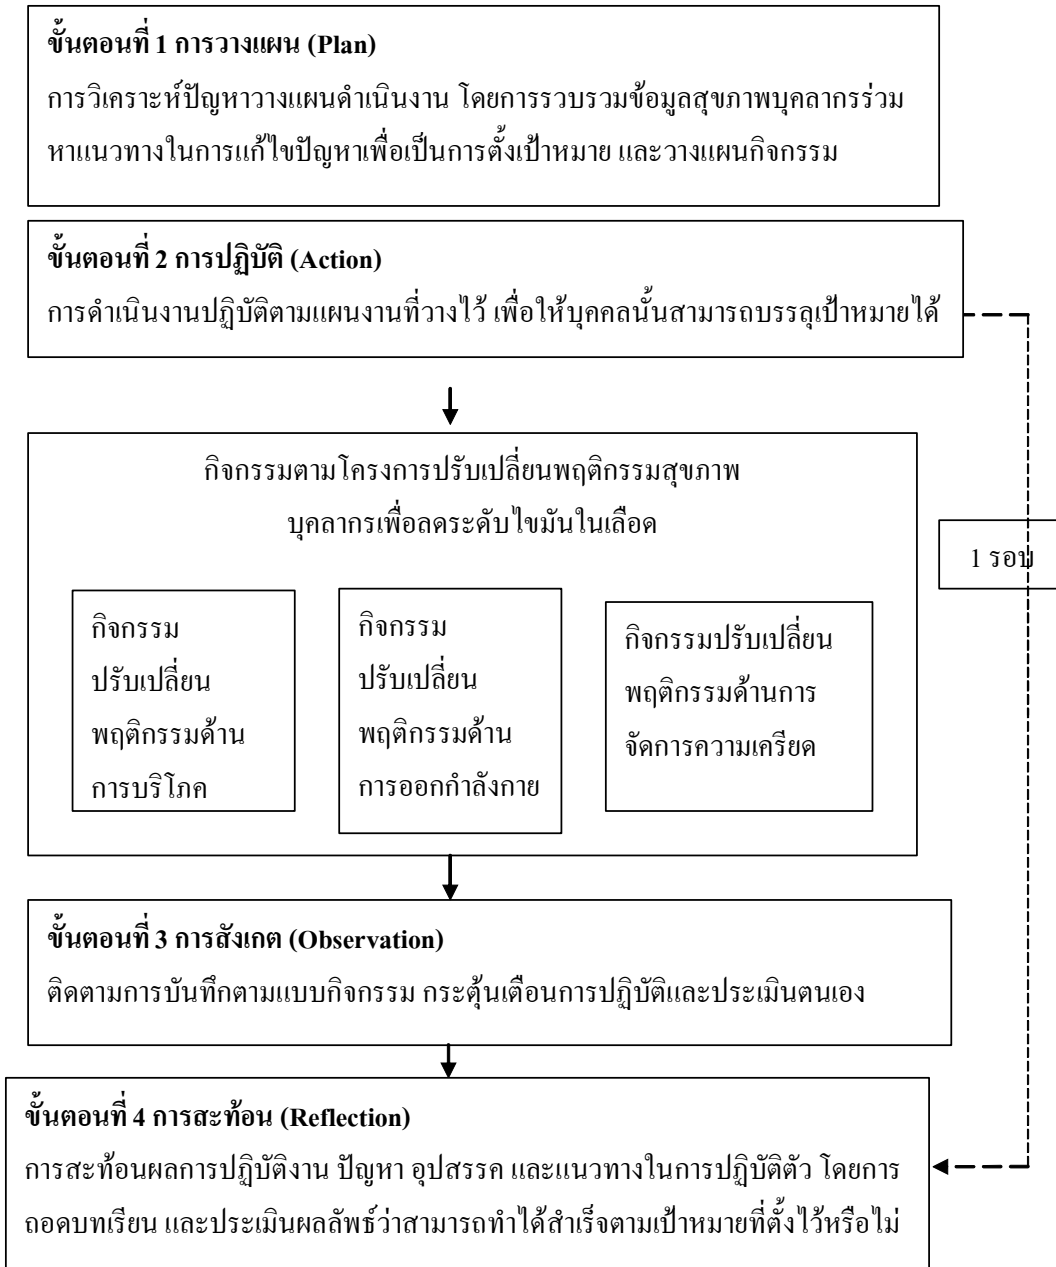 ขั้นตอนที่ 1 การวางแผน (Plan)
การวิเคราะห์ปัญหาวางแผนดำเนินงาน โดยการรวบรวมข้อมูลสุขภาพบุคลากรร่วม
หาแนวทางในการแก้ไขปัญหาเพื่อเป็นการตั้งเป้าหมาย และวางแผนกิจกรรม
ขั้นตอนที่ 2 การปฏิบัติ (Action)
การดำเนินงานปฏิบัติตามแผนงานที่วางไว้ เพื่อให้บุคคลนั้นสามารถบรรลุเป้าหมายได้
กิจกรรมตามโครงการปรับเปลี่ยนพฤติกรรมสุขภาพ
บุคลากรเพื่อลดระดับไขมันในเลือด
1 รอบ
กิจกรรม
ปรับเปลี่ยน
พฤติกรรมด้าน
การบริโภค
กิจกรรม
ปรับเปลี่ยน
พฤติกรรมด้าน
การออกกำลังกาย
กิจกรรมปรับเปลี่ยน
พฤติกรรมด้านการ
จัดการความเครียด
ขั้นตอนที่ 3 การสังเกต (Observation)
ติดตามการบันทึกตามแบบกิจกรรม กระตุ้นเตือนการปฏิบัติและประเมินตนเอง
ขั้นตอนที่ 4 การสะท้อน (Reflection)
การสะท้อนผลการปฏิบัติงาน ปัญหา อุปสรรค และแนวทางในการปฏิบัติตัว โดยการ
ถอดบทเรียน และประเมินผลลัพธ์ว่าสามารถทำได้สำเร็จตามเป้าหมายที่ตั้งไว้หรือไม่